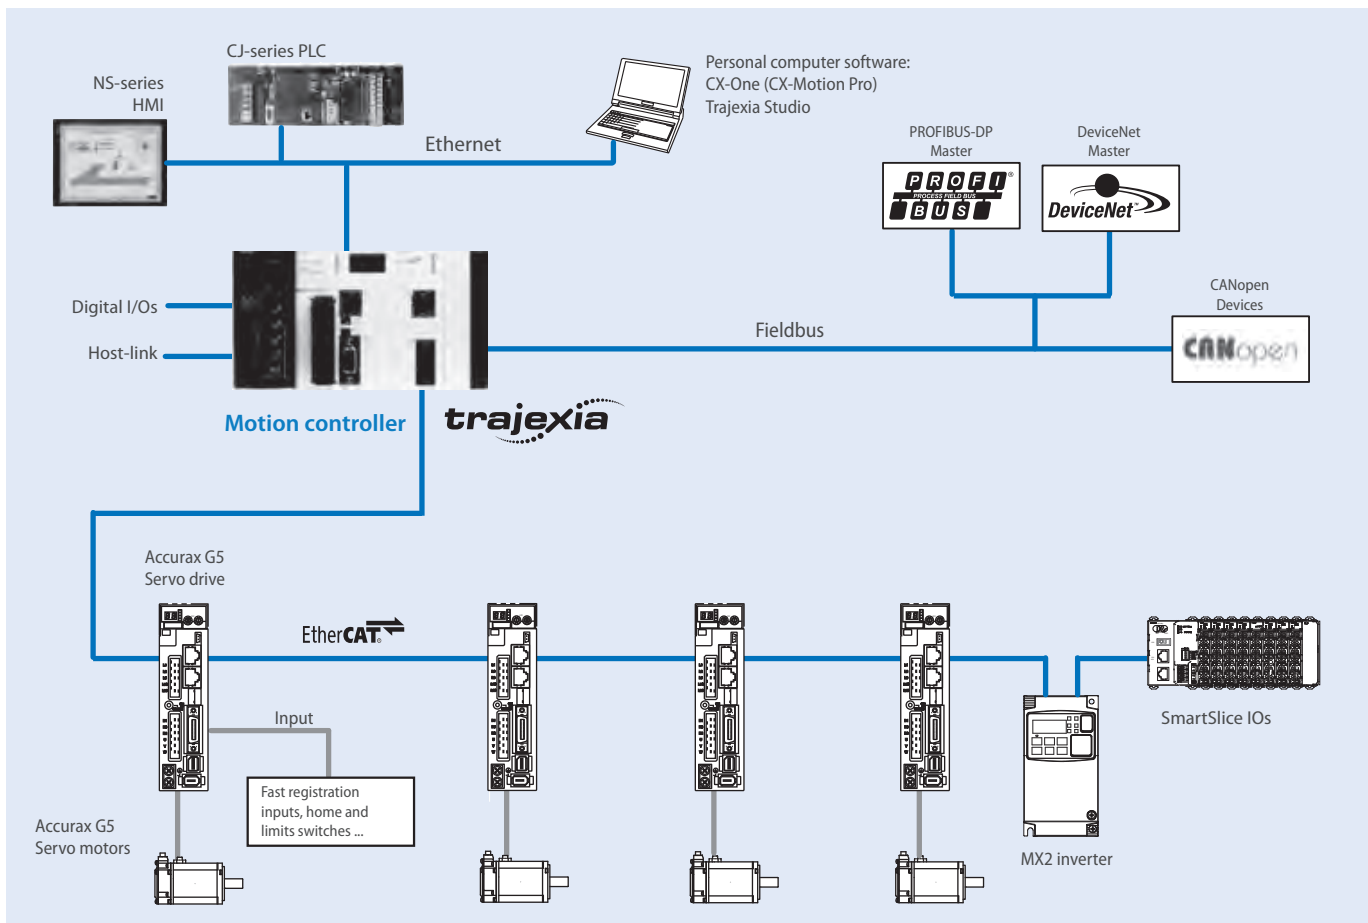 CJ-series PLC
NS-series
HMI
Personal computer software:
CX-One (CX-Motion Pro)
Trajexia Studio
Ethernet
PROFIBUS-DP
Master
DeviceNet
Master
PROFI®
PROCESS FIELD BUS
BUS
DeviceNet™
Digital I/Os
Host-link
Fieldbus
CANopen
Devices
CANopen
Motion controller
trajexia
Accurax G5
Servo drive
EtherCAT®
Input
Fast registration
inputs, home and
limits switches ...
Accurax G5
Servo motors
SmartSlice IOs
MX2 inverter